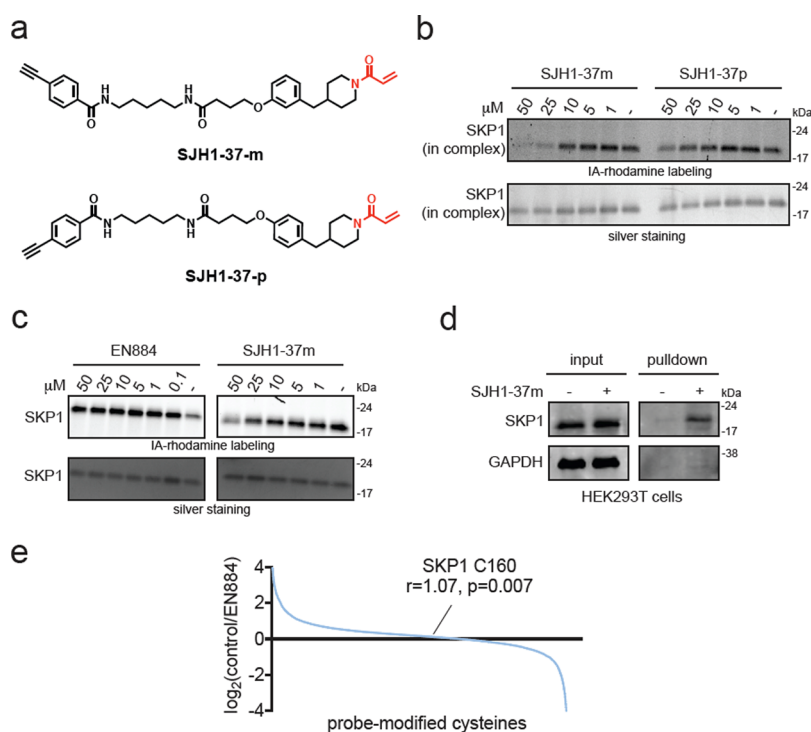 a
N
O
N
H
O
H
N
O
O
SJH1-37-m
N
O
O
N
H
H
N
O
O
SJH1-37-p
b
SJH1-37m SJH1-37p
μM 50 25 10 5 1 - 50 25 10 5 1 - kDa
SKP1
(in complex)
-24
-17
IA-rhodamine labeling
SKP1
(in complex)
-24
-17
silver staining
c
EN884 SJH1-37m
μM 50 25 10 5 1 0.1 - 50 25 10 5 1 - kDa
SKP1
-24
-17
IA-rhodamine labeling
SKP1
-24
-17
silver staining
d
input pulldown
SJH1-37m - + - + kDa
SKP1
-24
-17
GAPDH
-38
HEK293T cells
e
log2(control/EN884)
4
2
0
-2
-4
SKP1 C160
r=1.07, p=0.007
probe-modified cysteines